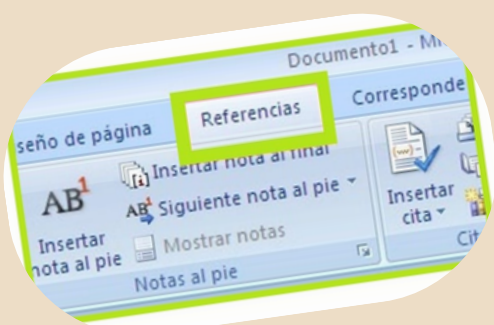 Documento1 - Mi
seño de página Referencias Corresponde
Insertar nota al final
AB1 Siguiente nota al pie
Mostrar notas
AB1
Insertar
nota al pie
Notas al pie
Insertar
cita
Cit